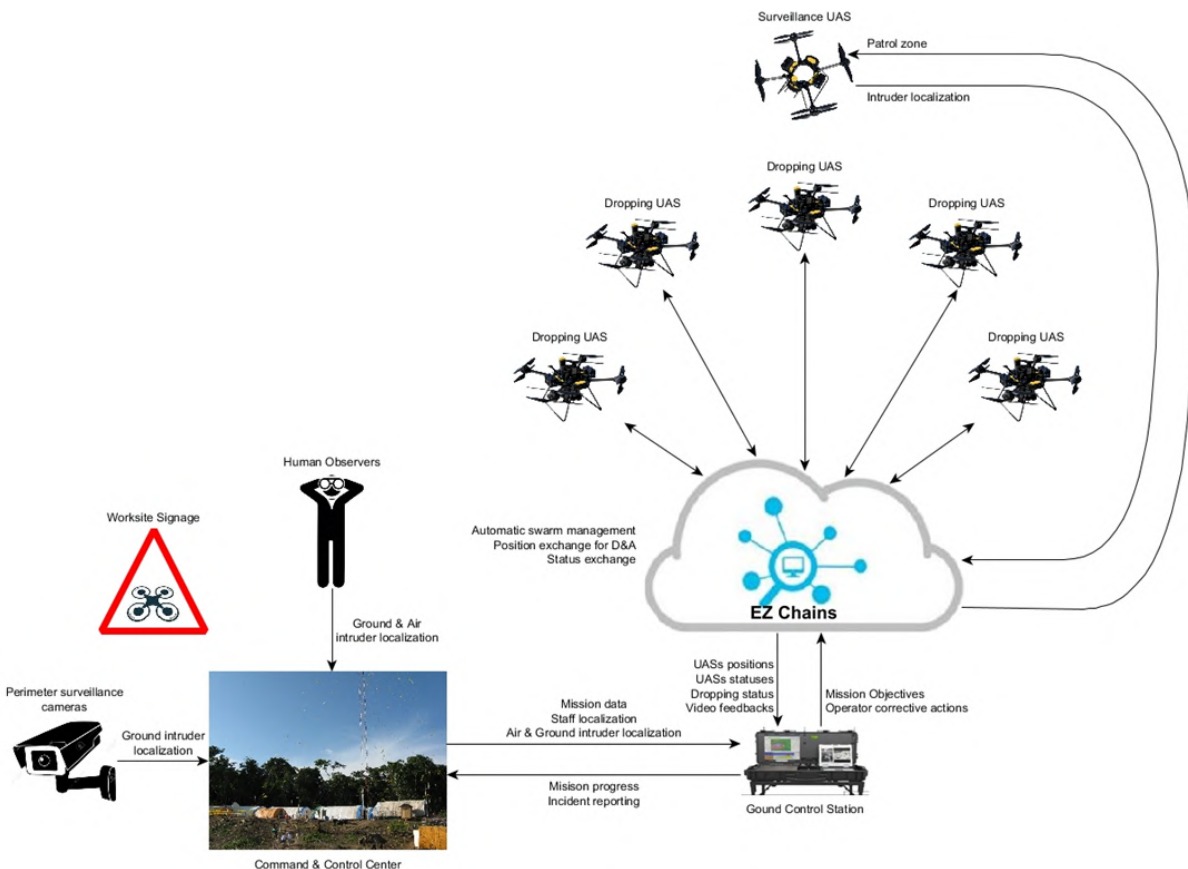 Surveillance UAS
Patrol zone
Intruder localization
Dropping UAS
Dropping UAS
Dropping UAS
Dropping UAS
Dropping UAS
Human Observers
Worksite Signage
Automatic swarm management
Position exchange for D&A
Status exchange
EZ Chains
Ground & Air
intruder localization
UASs positions
UASs statuses
Dropping status
Video feedbacks
Mission Objectives
Operator corrective actions
Perimeter surveillance
cameras
Ground intruder
localization
Mission data
Staff localization
Air & Ground intruder localization
Misison progress
Incident reporting
Gound Control Station
Command & Control Center